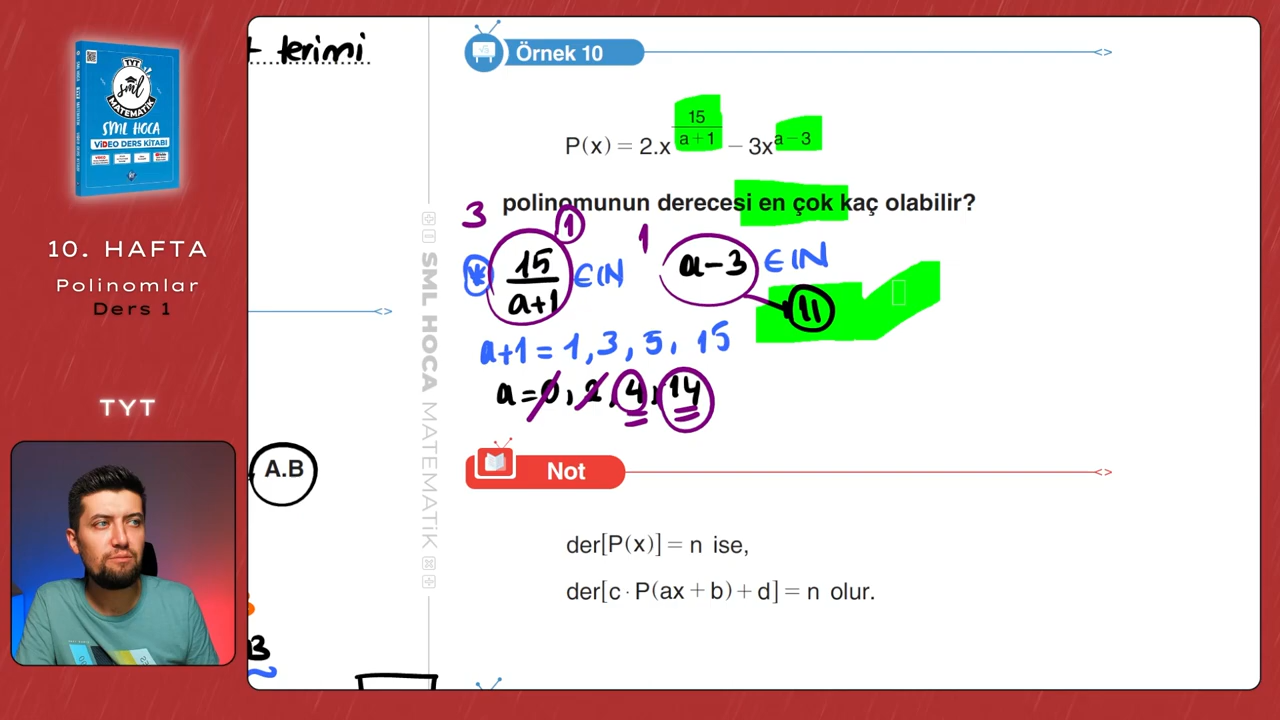 TYT
sml
MATEMATİK
SML HOCA
VİDEO DERS KİTABI
10. HAFTA
Polinomlar
Ders 1
TYT
terimi
A.B
B
SML HOCA MATEMATİK
Örnek 10
P(x) = 2.x^(15/(a+1)) − 3x^(a−3)
polinomunun derecesi en çok kaç olabilir?
3 1 1
* 15/(a+1) ∈ IN a−3 ∈ IN
11
a+1 = 1, 3, 5, 15
a = 0, 2, 4, 14
Not
der[P(x)] = n ise,
der[c · P(ax + b) + d] = n olur.